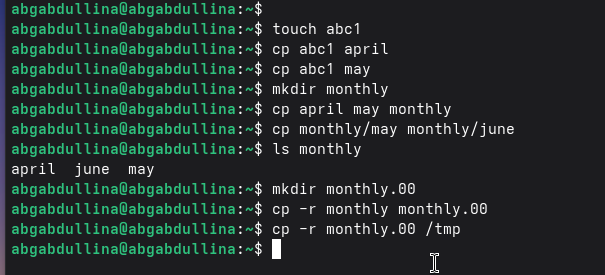 abgabdullina@abgabdullina:~$
abgabdullina@abgabdullina:~$ touch abc1
abgabdullina@abgabdullina:~$ cp abc1 april
abgabdullina@abgabdullina:~$ cp abc1 may
abgabdullina@abgabdullina:~$ mkdir monthly
abgabdullina@abgabdullina:~$ cp april may monthly
abgabdullina@abgabdullina:~$ cp monthly/may monthly/june
abgabdullina@abgabdullina:~$ ls monthly
april  june  may
abgabdullina@abgabdullina:~$ mkdir monthly.00
abgabdullina@abgabdullina:~$ cp -r monthly monthly.00
abgabdullina@abgabdullina:~$ cp -r monthly.00 /tmp
abgabdullina@abgabdullina:~$